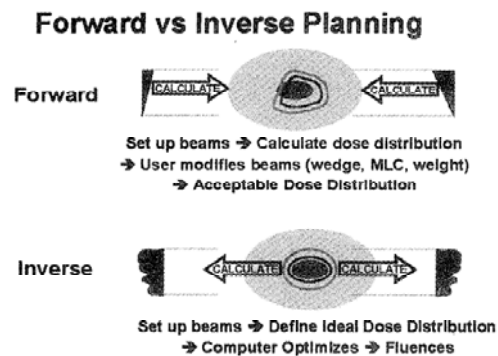 Forward vs Inverse Planning
Forward
CALCULATE CALCULATE
Set up beams → Calculate dose distribution
→ User modifies beams (wedge, MLC, weight)
→ Acceptable Dose Distribution
Inverse
CALCULATE CALCULATE
Set up beams → Define Ideal Dose Distribution
→ Computer Optimizes → Fluences